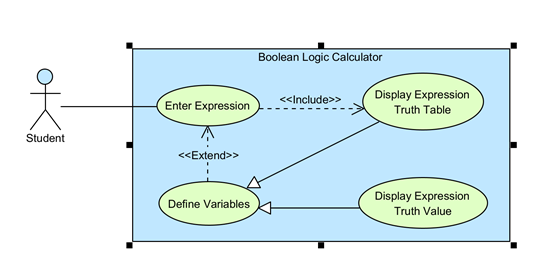 Boolean Logic Calculator
Enter Expression
<<Include>>
Display Expression
Truth Table
Student
<<Extend>>
Define Variables
Display Expression
Truth Value